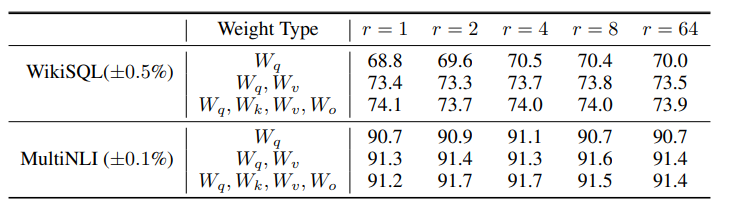 Weight Type r = 1 r = 2 r = 4 r = 8 r = 64
WikiSQL(±0.5%)
W_q 68.8 69.6 70.5 70.4 70.0
W_q, W_v 73.4 73.3 73.7 73.8 73.5
W_q, W_k, W_v, W_o 74.1 73.7 74.0 74.0 73.9
MultiNLI (±0.1%)
W_q 90.7 90.9 91.1 90.7 90.7
W_q, W_v 91.3 91.4 91.3 91.6 91.4
W_q, W_k, W_v, W_o 91.2 91.7 91.7 91.5 91.4